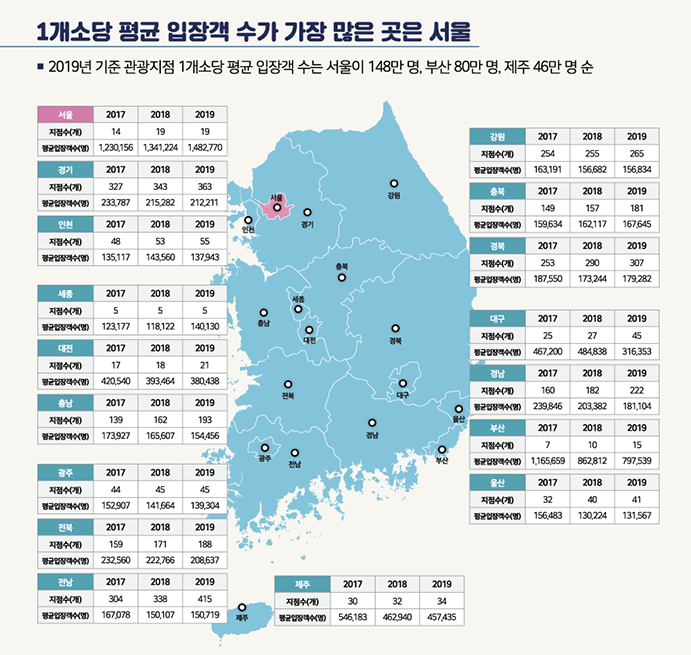 1개소당 평균 입장객 수가 가장 많은 곳은 서울
■ 2019년 기준 관광지점 1개소당 평균 입장객 수는 서울이 148만 명, 부산 80만 명, 제주 46만 명 순
서울 2017 2018 2019
지점수(개) 14 19 19
평균입장객수(명) 1,230,156 1,341,224 1,482,770
경기 2017 2018 2019
지점수(개) 327 343 363
평균입장객수(명) 233,787 215,282 212,211
인천 2017 2018 2019
지점수(개) 48 53 55
평균입장객수(명) 135,117 143,560 137,943
세종 2017 2018 2019
지점수(개) 5 5 5
평균입장객수(명) 123,177 118,122 140,130
대전 2017 2018 2019
지점수(개) 17 18 21
평균입장객수(명) 420,540 393,464 380,438
충남 2017 2018 2019
지점수(개) 139 162 193
평균입장객수(명) 173,927 165,607 154,456
광주 2017 2018 2019
지점수(개) 44 45 45
평균입장객수(명) 152,907 141,664 139,304
전북 2017 2018 2019
지점수(개) 159 171 188
평균입장객수(명) 232,560 222,766 208,637
전남 2017 2018 2019
지점수(개) 304 338 415
평균입장객수(명) 167,078 150,107 150,719
서울
강원
인천
경기
충북
세종
충남
대전
경북
전북
대구
울산
경남
광주
전남
부산
제주
강원 2017 2018 2019
지점수(개) 254 255 265
평균입장객수(명) 163,191 156,682 156,834
충북 2017 2018 2019
지점수(개) 149 157 181
평균입장객수(명) 159,634 162,117 167,645
경북 2017 2018 2019
지점수(개) 253 290 307
평균입장객수(명) 187,550 173,244 179,282
대구 2017 2018 2019
지점수(개) 25 27 45
평균입장객수(명) 467,200 484,838 316,353
경남 2017 2018 2019
지점수(개) 160 182 222
평균입장객수(명) 239,846 203,382 181,104
부산 2017 2018 2019
지점수(개) 7 10 15
평균입장객수(명) 1,165,659 862,812 797,539
울산 2017 2018 2019
지점수(개) 32 40 41
평균입장객수(명) 156,483 130,224 131,567
제주 2017 2018 2019
지점수(개) 30 32 34
평균입장객수(명) 546,183 462,940 457,435